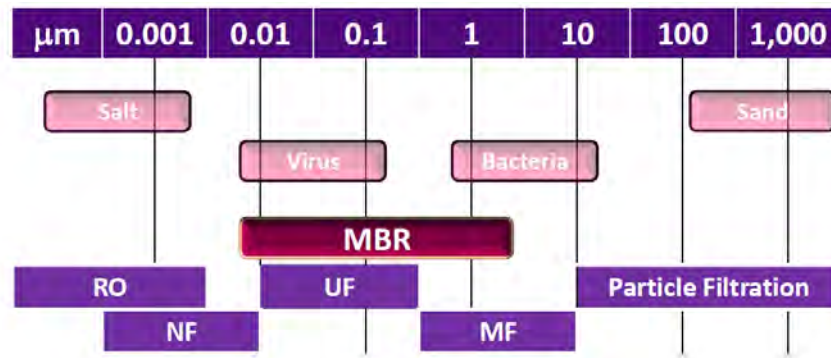 μm 0.001 0.01 0.1 1 10 100 1,000
Salt Sand
Virus Bacteria
MBR
RO UF Particle Filtration
NF MF